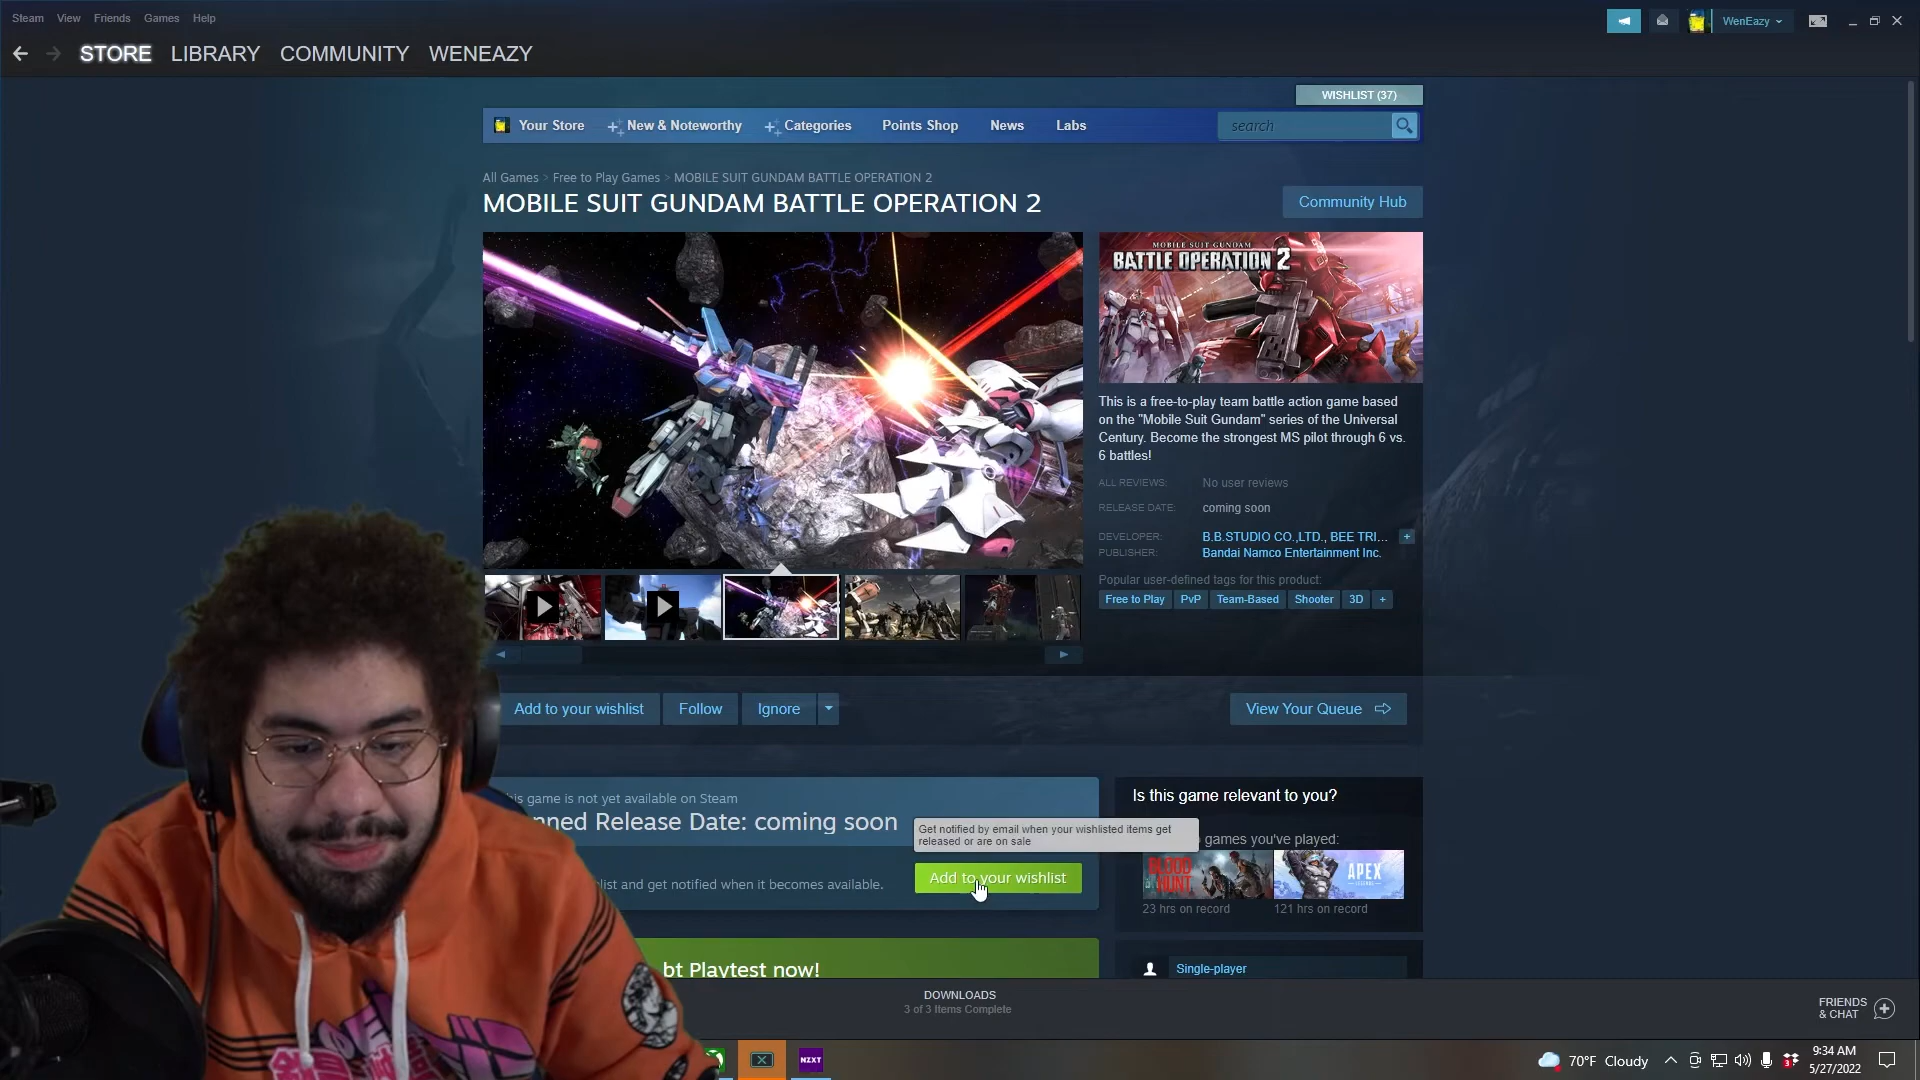 Steam View Friends Games Help
WenEazy
STORE LIBRARY COMMUNITY WENEAZY
WISHLIST (37)
Your Store New & Noteworthy Categories Points Shop News Labs
search
All Games > Free to Play Games > MOBILE SUIT GUNDAM BATTLE OPERATION 2
MOBILE SUIT GUNDAM BATTLE OPERATION 2
Community Hub
MOBILE SUIT GUNDAM
BATTLE OPERATION 2
This is a free-to-play team battle action game based
on the "Mobile Suit Gundam" series of the Universal
Century. Become the strongest MS pilot through 6 vs.
6 battles!
ALL REVIEWS: No user reviews
RELEASE DATE: coming soon
DEVELOPER: B.B.STUDIO CO.,LTD., BEE TRI... +
PUBLISHER: Bandai Namco Entertainment Inc.
Popular user-defined tags for this product:
Free to Play PvP Team-Based Shooter 3D +
Add to your wishlist Follow Ignore
View Your Queue
his game is not yet available on Steam
nned Release Date: coming soon
Get notified by email when your wishlisted items get
released or are on sale
list and get notified when it becomes available.
Add to your wishlist
Is this game relevant to you?
games you've played:
BLOOD HUNT
APEX
LEGENDS
23 hrs on record 121 hrs on record
bt Playtest now!
Single-player
DOWNLOADS
3 of 3 Items Complete
FRIENDS
& CHAT
NZXT
70°F Cloudy
3
9:34 AM
5/27/2022